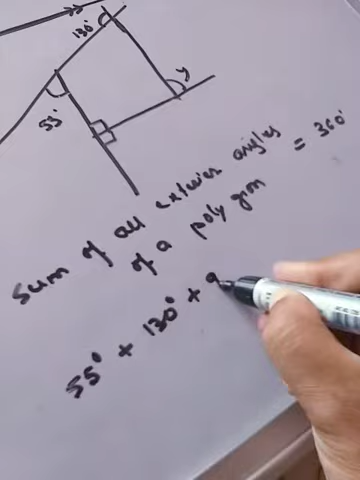 130°
y
55°
Sum of all exterior angles = 360°
of a polygon
55° + 130° + 9